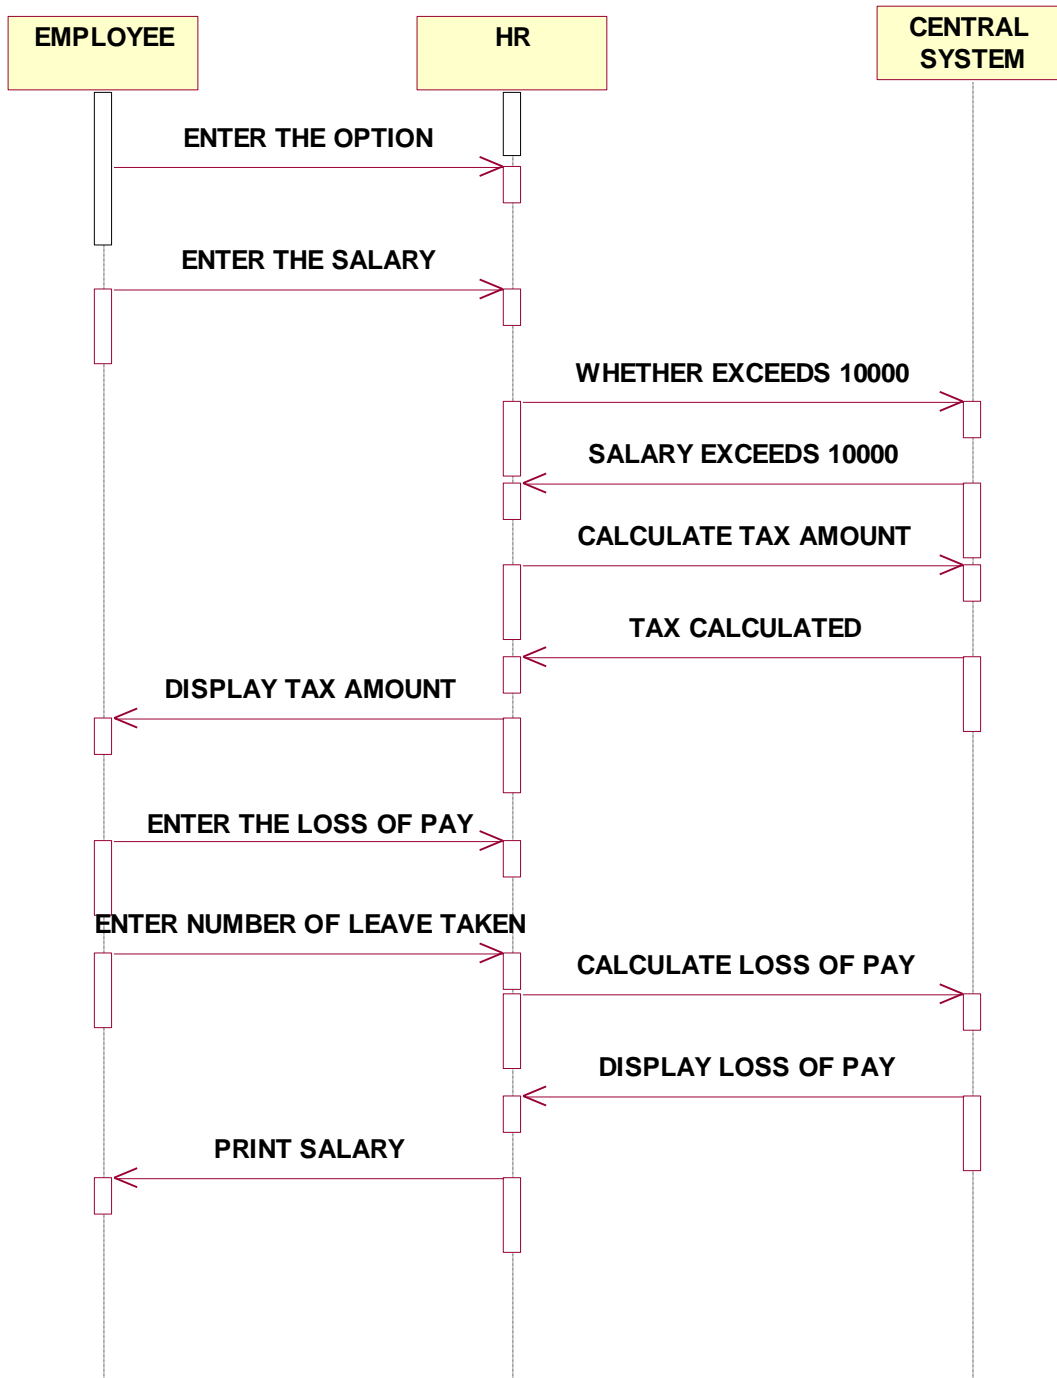 EMPLOYEE
HR
CENTRAL
SYSTEM
ENTER THE OPTION
ENTER THE SALARY
WHETHER EXCEEDS 10000
SALARY EXCEEDS 10000
CALCULATE TAX AMOUNT
TAX CALCULATED
DISPLAY TAX AMOUNT
ENTER THE LOSS OF PAY
ENTER NUMBER OF LEAVE TAKEN
CALCULATE LOSS OF PAY
DISPLAY LOSS OF PAY
PRINT SALARY